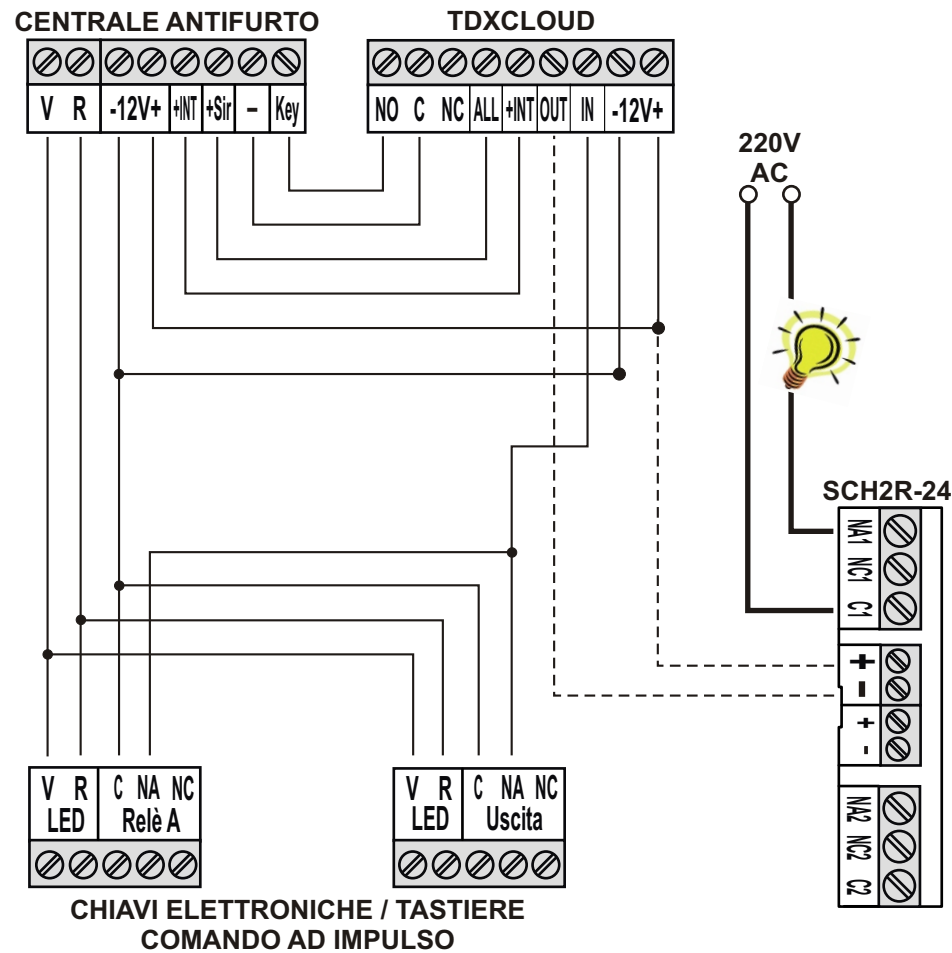 CENTRALE ANTIFURTO
V R -12V+ +INT +Sir – Key
TDXCLOUD
NO C NC ALL +INT OUT IN -12V+
220V
AC
SCH2R-24
NA1
NC1
C1
+
-
+
-
NA2
NC2
C2
V R C NA NC
LED Relè A
V R C NA NC
LED Uscita
CHIAVI ELETTRONICHE / TASTIERE
COMANDO AD IMPULSO